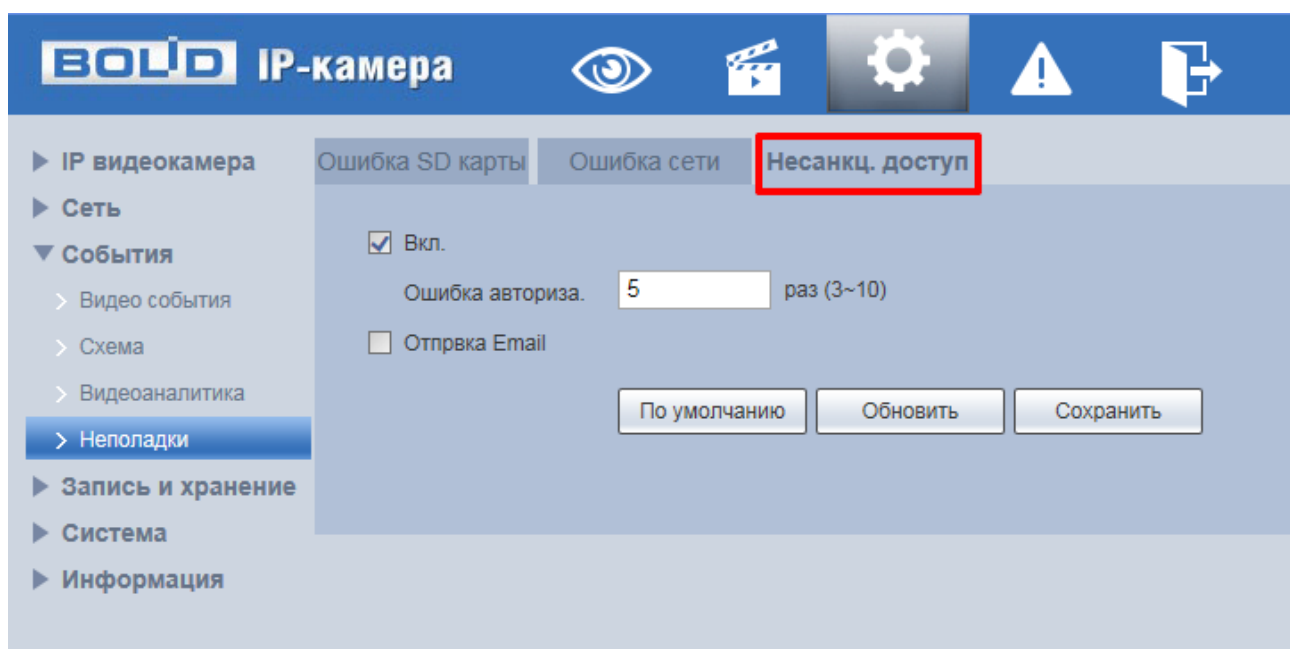 BOLID IP-камера
IP видеокамера
Сеть
События
Видео события
Схема
Видеоаналитика
Неполадки
Запись и хранение
Система
Информация
Ошибка SD карты Ошибка сети Несанкц. доступ
Вкл.
Ошибка авториза. 5 раз (3~10)
Отпрвка Email
По умолчанию Обновить Сохранить